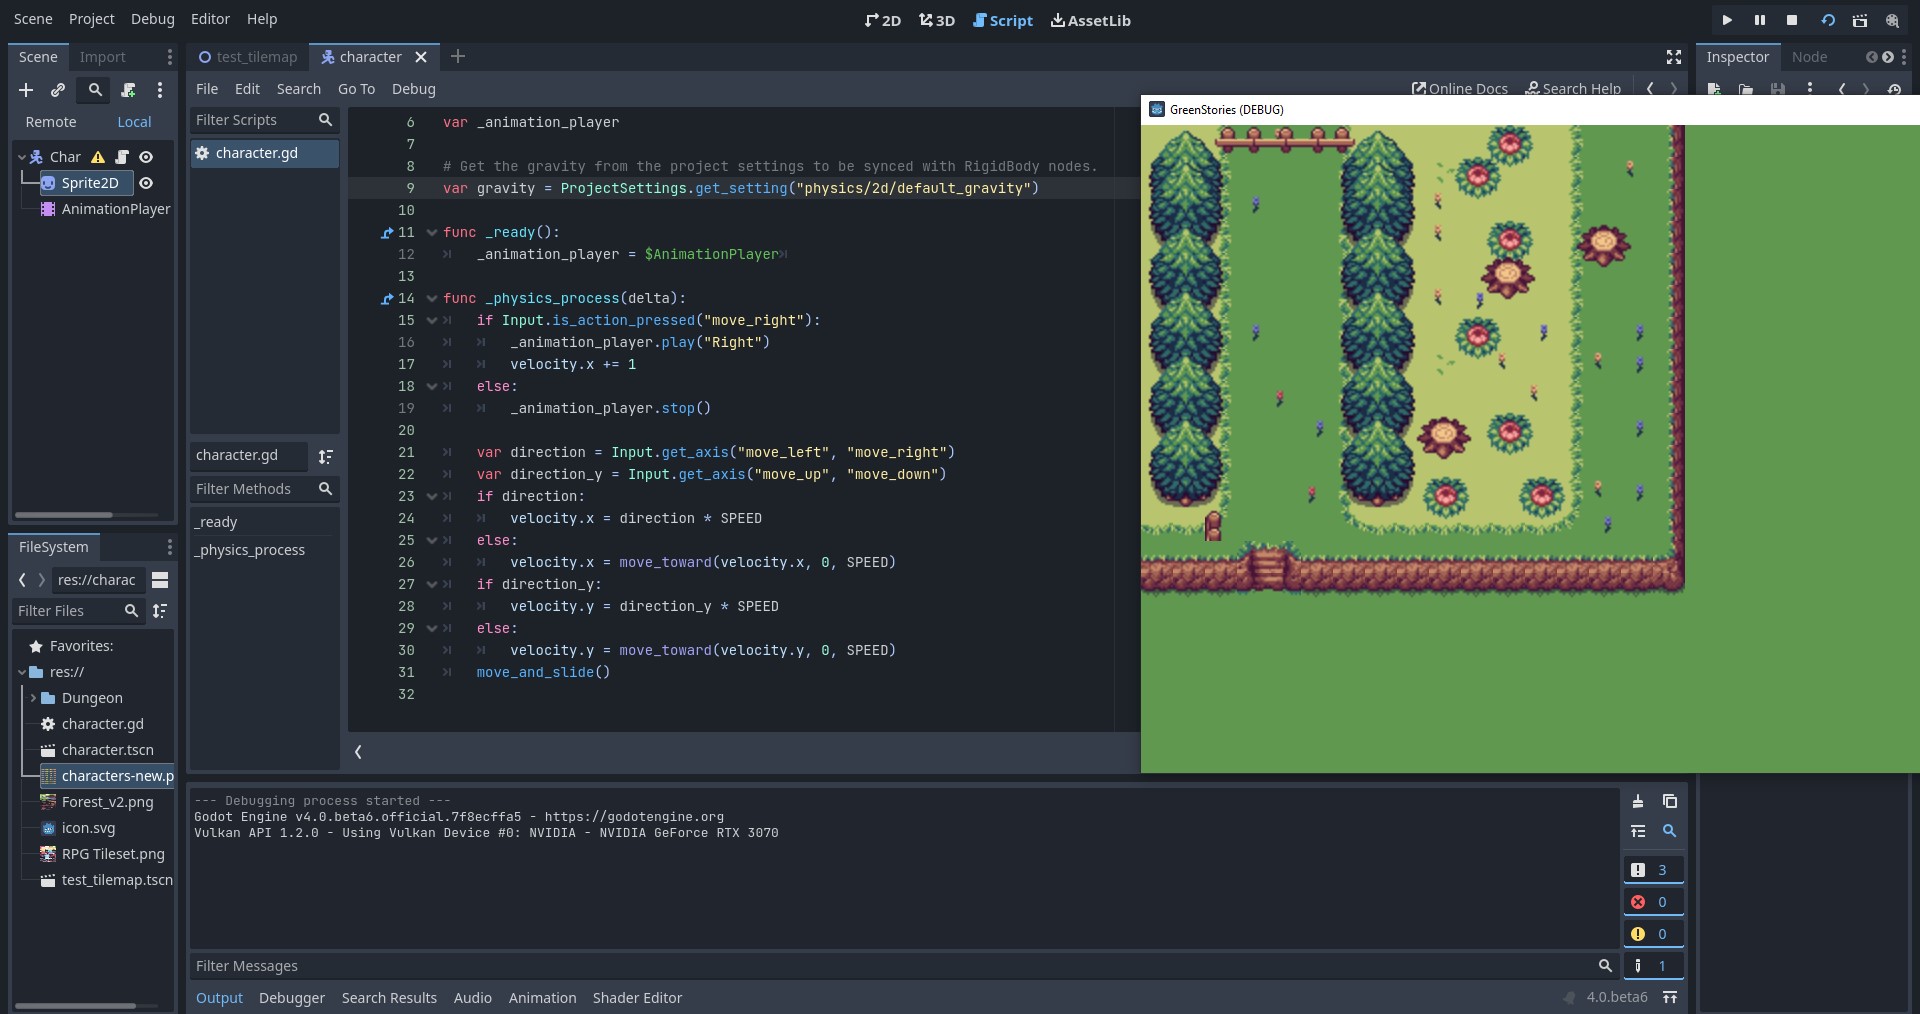 Scene Project Debug Editor Help
2D 3D Script AssetLib
Scene Import
test_tilemap character
Inspector Node
File Edit Search Go To Debug
Online Docs Search Help
Remote Local
Filter Scripts
character.gd
Char
Sprite2D
AnimationPlayer
character.gd
Filter Methods
_ready
_physics_process
6 var _animation_player
7
8 # Get the gravity from the project settings to be synced with RigidBody nodes.
9 var gravity = ProjectSettings.get_setting("physics/2d/default_gravity")
10
11 func _ready():
12 _animation_player = $AnimationPlayer
13
14 func _physics_process(delta):
15 if Input.is_action_pressed("move_right"):
16 _animation_player.play("Right")
17 velocity.x += 1
18 else:
19 _animation_player.stop()
20
21 var direction = Input.get_axis("move_left", "move_right")
22 var direction_y = Input.get_axis("move_up", "move_down")
23 if direction:
24 velocity.x = direction * SPEED
25 else:
26 velocity.x = move_toward(velocity.x, 0, SPEED)
27 if direction_y:
28 velocity.y = direction_y * SPEED
29 else:
30 velocity.y = move_toward(velocity.y, 0, SPEED)
31 move_and_slide()
32
GreenStories (DEBUG)
FileSystem
res://charac
Filter Files
Favorites:
res://
Dungeon
character.gd
character.tscn
characters-new.p
Forest_v2.png
icon.svg
RPG Tileset.png
test_tilemap.tscn
--- Debugging process started ---
Godot Engine v4.0.beta6.official.7f8ecffa5 - https://godotengine.org
Vulkan API 1.2.0 - Using Vulkan Device #0: NVIDIA - NVIDIA GeForce RTX 3070
3
0
0
1
Filter Messages
Output Debugger Search Results Audio Animation Shader Editor
4.0.beta6